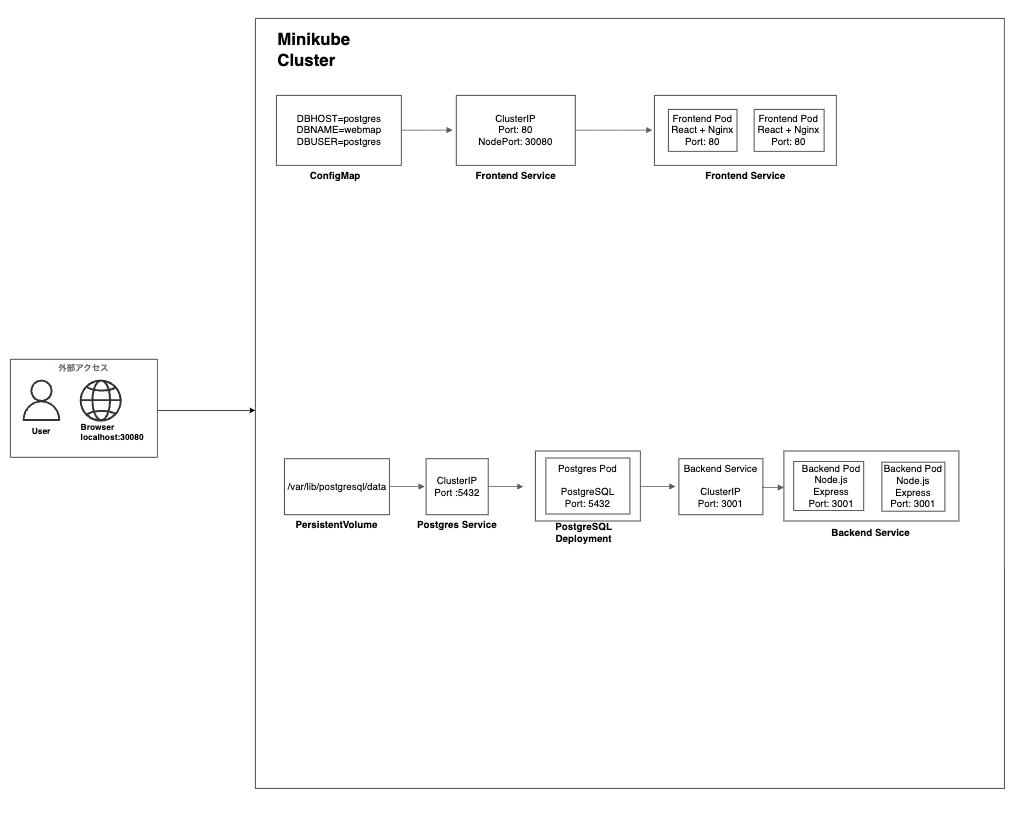 Minikube
Cluster
DBHOST=postgres
DBNAME=webmap
DBUSER=postgres
ConfigMap
ClusterIP
Port: 80
NodePort: 30080
Frontend Service
Frontend Pod
React + Nginx
Port: 80
Frontend Pod
React + Nginx
Port: 80
Frontend Service
外部アクセス
User
Browser
localhost:30080
/var/lib/postgresql/data
PersistentVolume
ClusterIP
Port :5432
Postgres Service
Postgres Pod
PostgreSQL
Port: 5432
PostgreSQL
Deployment
Backend Service
ClusterIP
Port: 3001
Backend Pod
Node.js
Express
Port: 3001
Backend Pod
Node.js
Express
Port: 3001
Backend Service